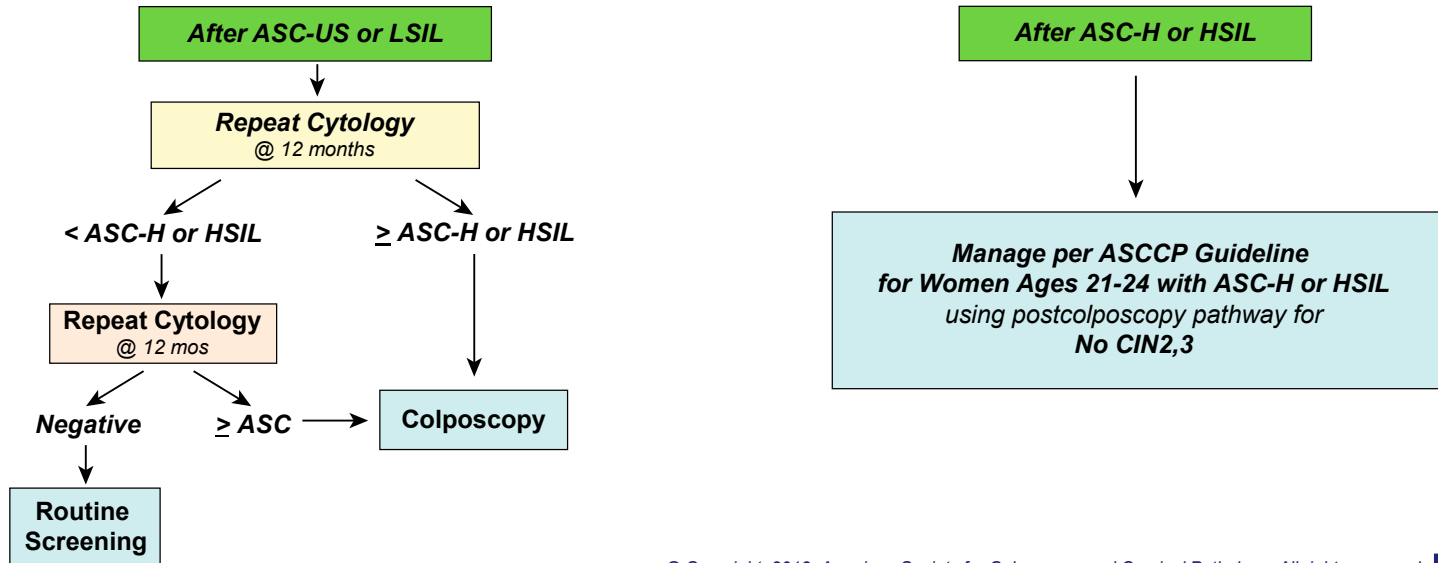 After ASC-US or LSIL
Repeat Cytology
@ 12 months
< ASC-H or HSIL
≥ ASC-H or HSIL
Repeat Cytology
@ 12 mos
Negative
≥ ASC
Colposcopy
Routine
Screening
After ASC-H or HSIL
Manage per ASCCP Guideline
for Women Ages 21-24 with ASC-H or HSIL
using postcolposcopy pathway for
No CIN2,3